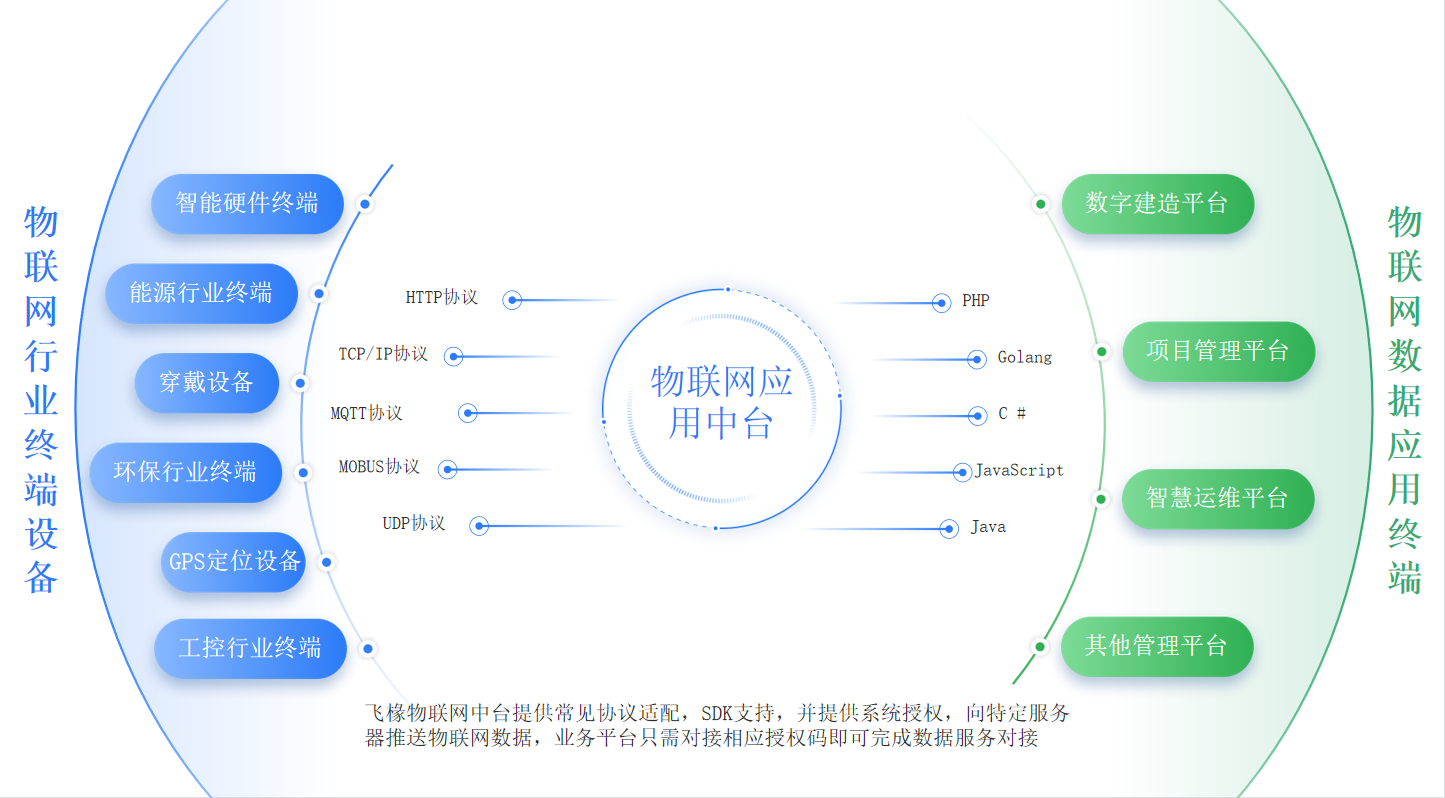 物联网行业终端设备
智能硬件终端
能源行业终端
穿戴设备
环保行业终端
GPS定位设备
工控行业终端
HTTP协议
TCP/IP协议
MQTT协议
MOBUS协议
UDP协议
物联网应
用中台
PHP
Golang
C #
JavaScript
Java
数字建造平台
项目管理平台
智慧运维平台
其他管理平台
物联网数据应用终端
飞椽物联网中台提供常见协议适配，SDK支持，并提供系统授权，向特定服务
器推送物联网数据，业务平台只需对接相应授权码即可完成数据服务对接